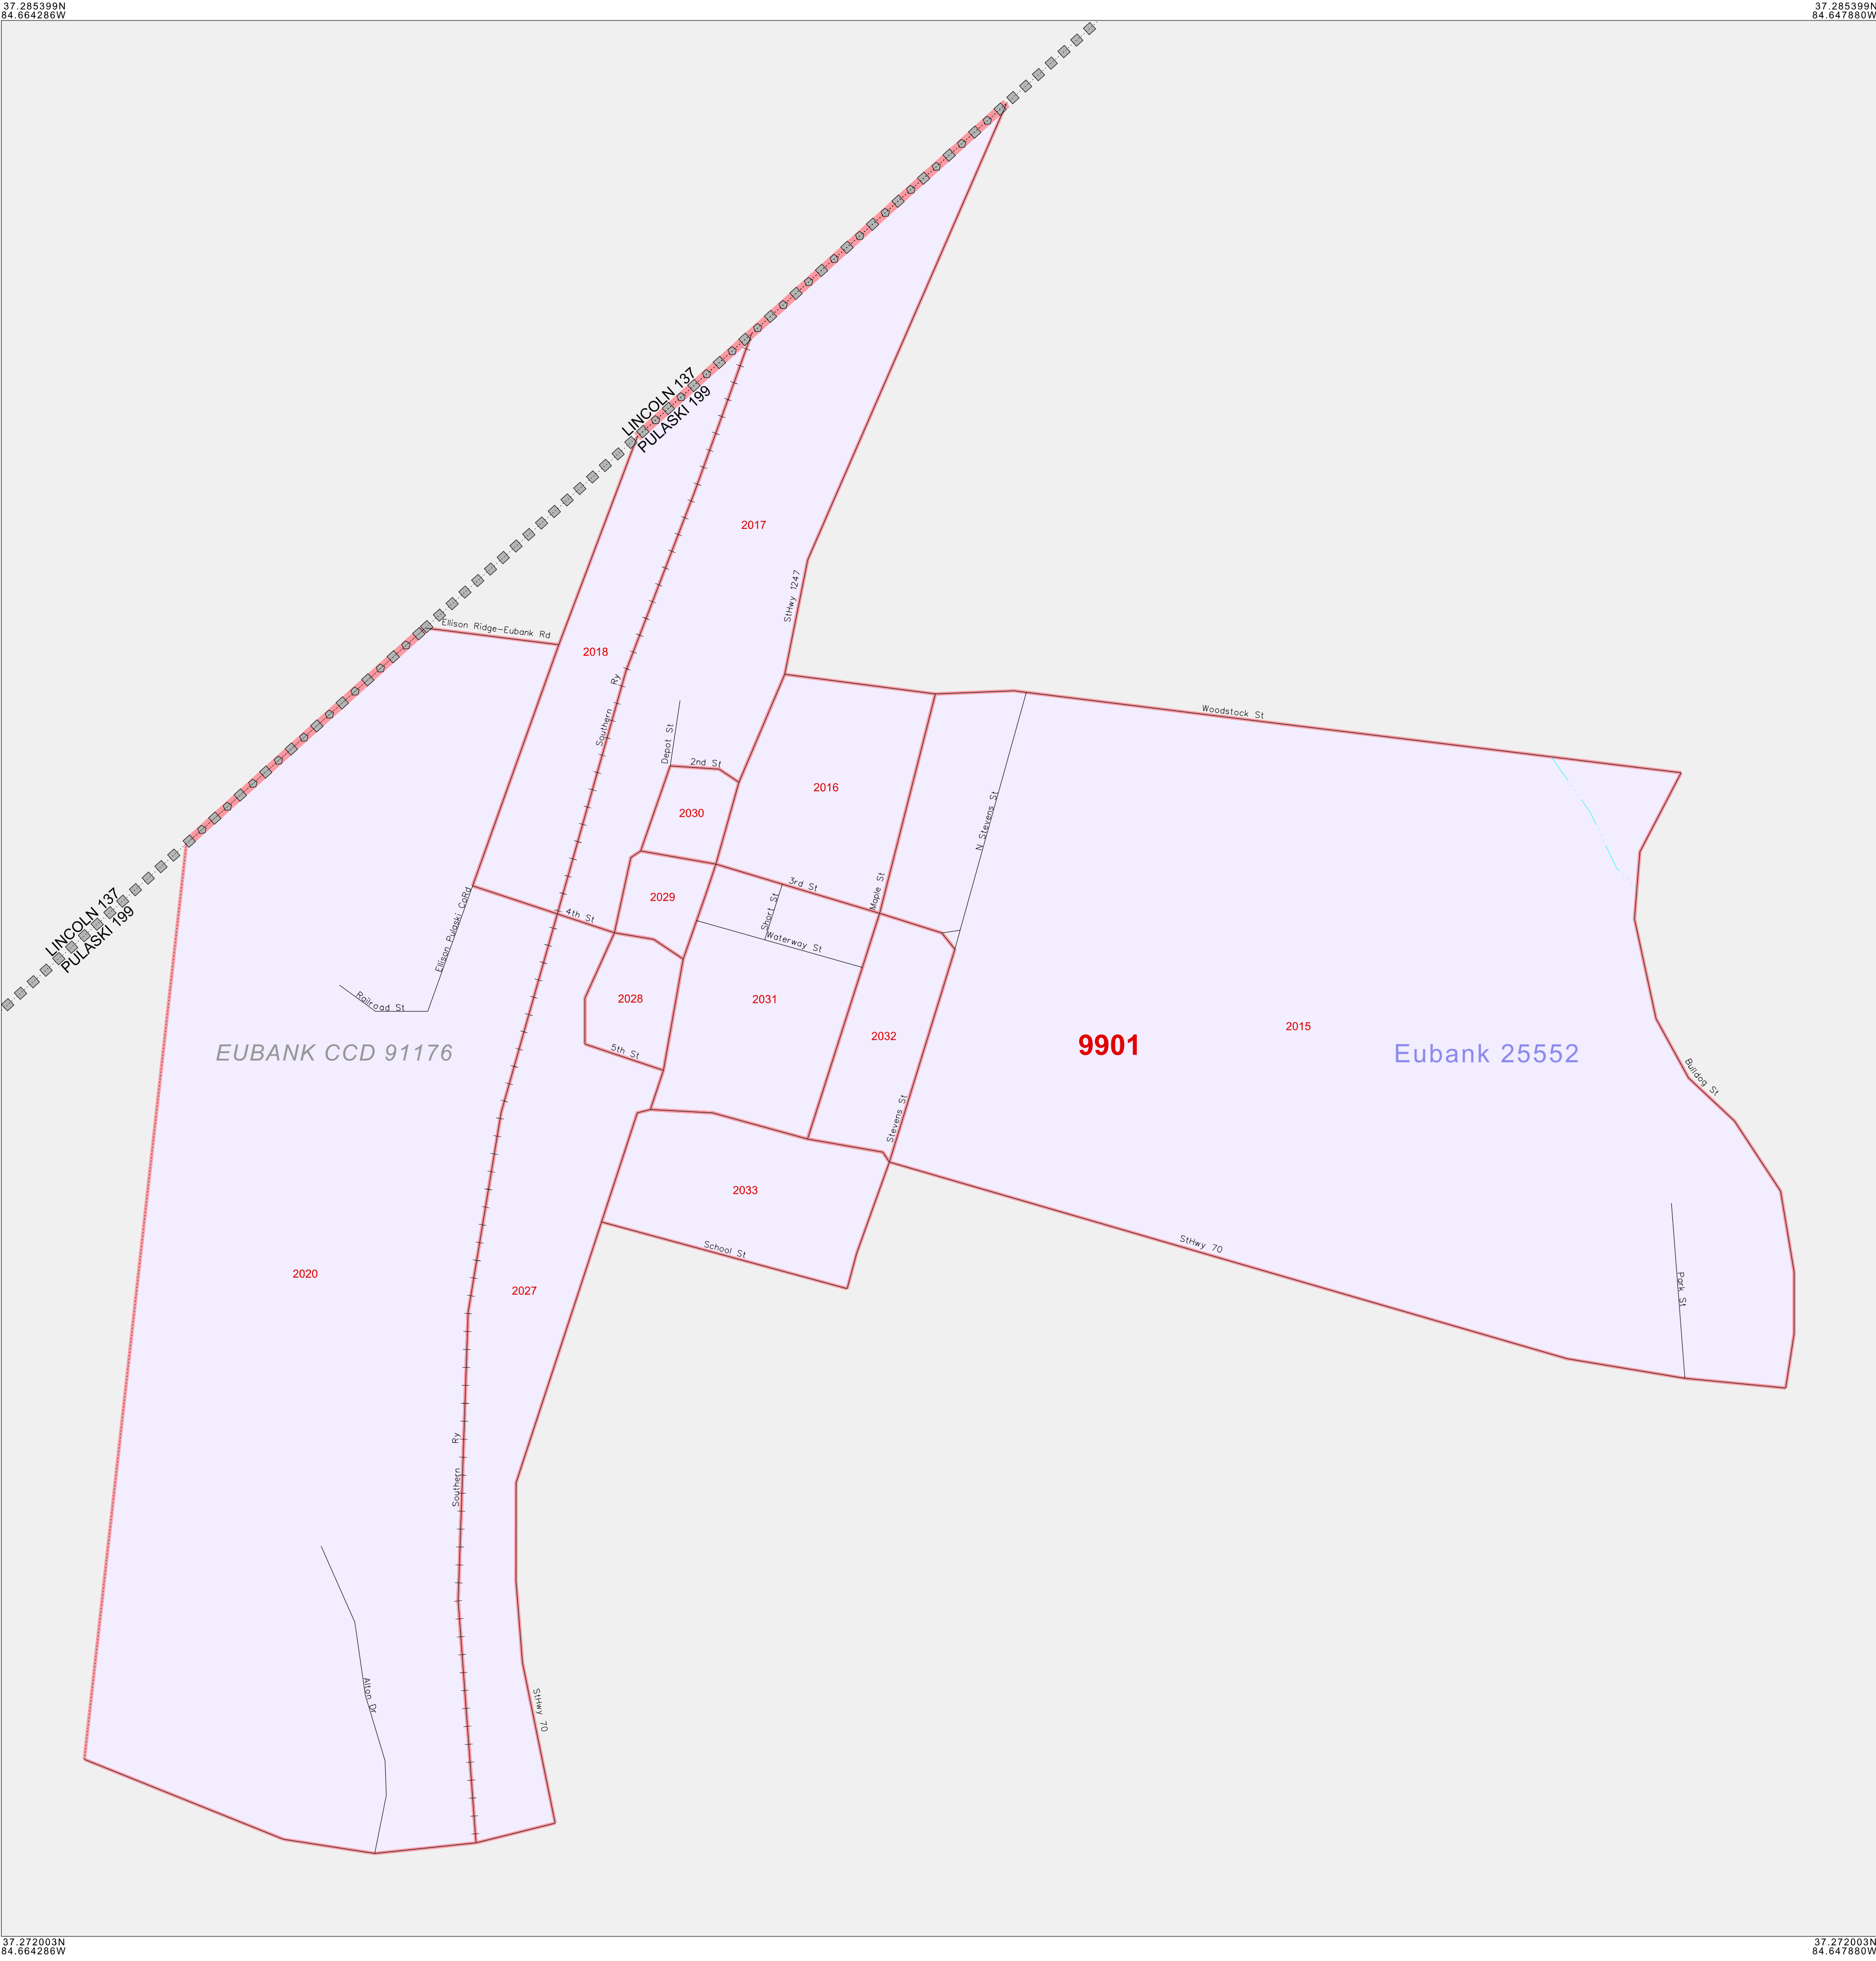 37.285399N
84.664286W
37.285399N
84.647880W
LINCOLN 137
PULASKI 199
2017
StHwy 1247
Ellison Ridge-Eubank Rd
2018
Southern Ry
Depot St
2nd St
Woodstock St
2016
2030
N Stevens St
3rd St
Maple St
2029
Short St
4th St
Ellison Pulaski CoRd
LINCOLN 137
PULASKI 199
Waterway St
Railroad St
2028
2031
2032
2015
9901
EUBANK CCD 91176
Eubank 25552
5th St
Bulldog St
Stevens St
2033
School St
StHwy 70
2020
2027
Park St
Southern Ry
Alton Dr
StHwy 70
37.272003N
84.664286W
37.272003N
84.647880W